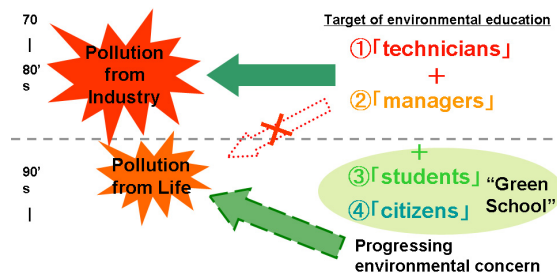 70
|
80'
s
Pollution
from
Industry
Target of environmental education
①「technicians」
+
②「managers」
90'
s
|
Pollution
from Life
+
③「students」
④「citizens」
“Green
School”
Progressing
environmental concern